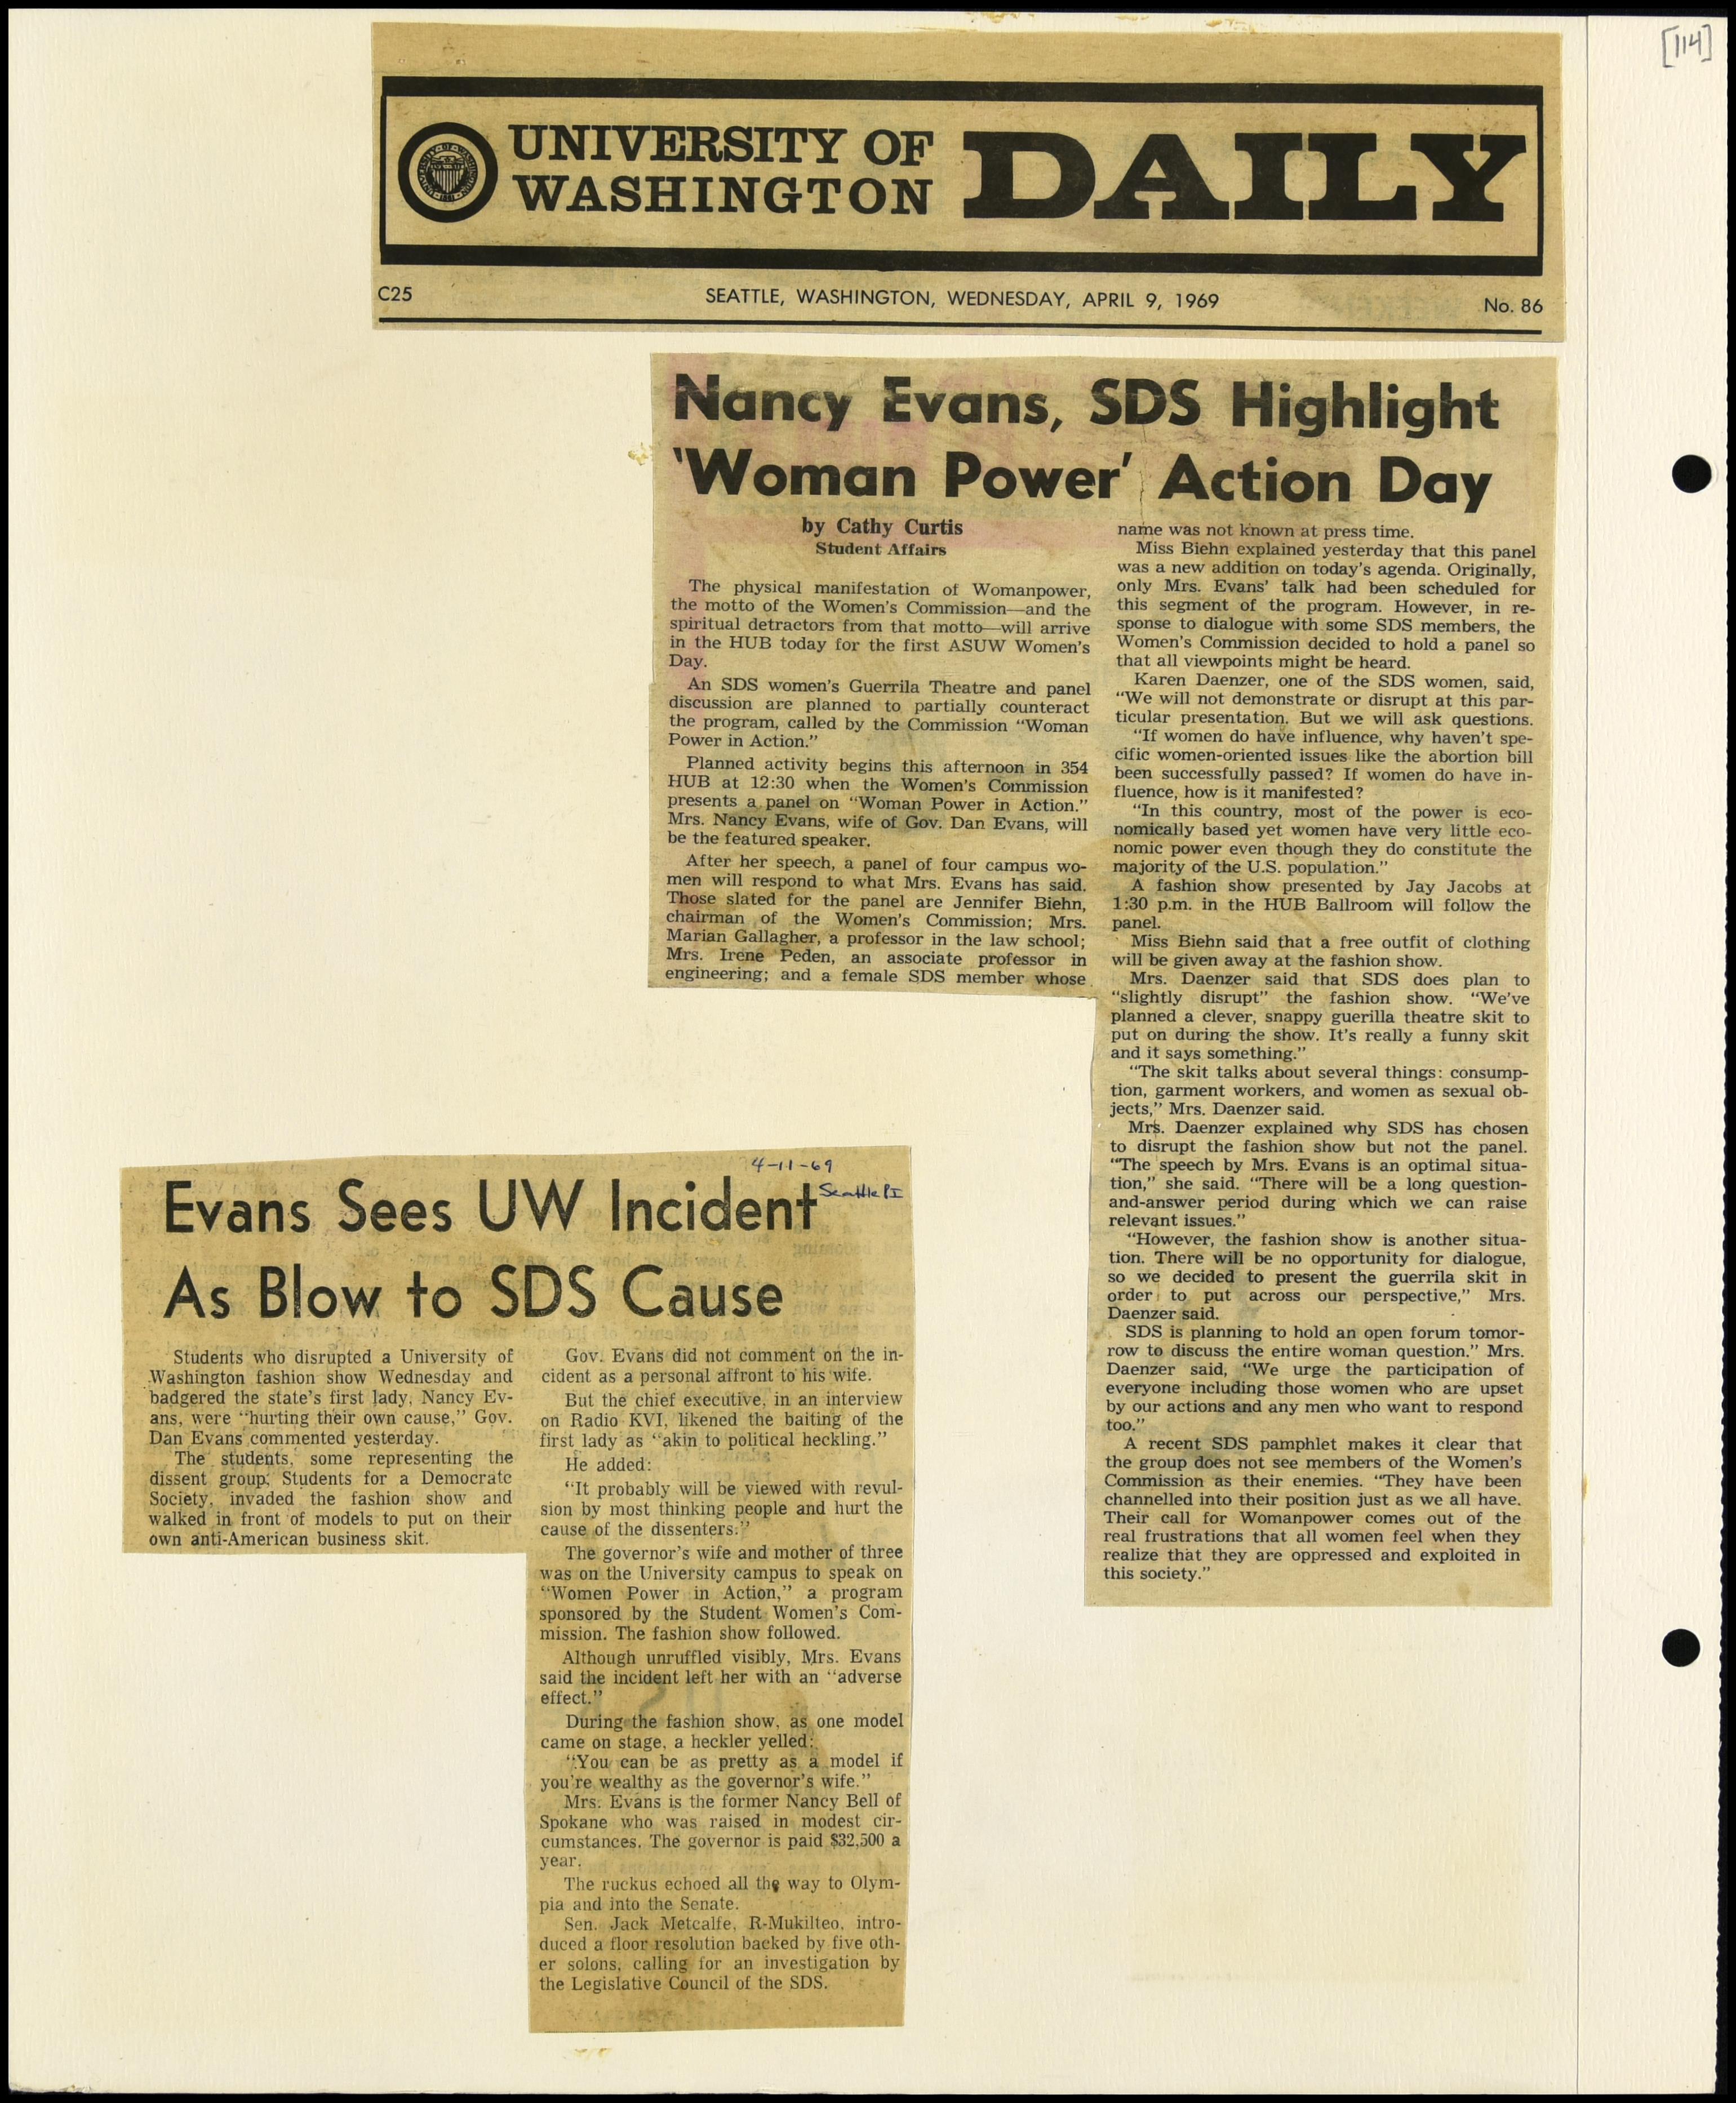 [114]
UNIVERSITY OF
WASHINGTON
DAILY
C25
SEATTLE, WASHINGTON, WEDNESDAY, APRIL 9, 1969
No. 86
Nancy Evans, SDS Highlight
'Woman Power' Action Day
by Cathy Curtis
Student Affairs
The physical manifestation of Womanpower,
the motto of the Women's Commission—and the
spiritual detractors from that motto—will arrive
in the HUB today for the first ASUW Women's
Day.
An SDS women's Guerrila Theatre and panel
discussion are planned to partially counteract
the program, called by the Commission "Woman
Power in Action."
Planned activity begins this afternoon in 354
HUB at 12:30 when the Women's Commission
presents a panel on "Woman Power in Action."
Mrs. Nancy Evans, wife of Gov. Dan Evans, will
be the featured speaker.
After her speech, a panel of four campus wo-
men will respond to what Mrs. Evans has said.
Those slated for the panel are Jennifer Biehn,
chairman of the Women's Commission; Mrs.
Marian Gallagher, a professor in the law school;
Mrs. Irene Peden, an associate professor in
engineering; and a female SDS member whose
name was not known at press time.
Miss Biehn explained yesterday that this panel
was a new addition on today's agenda. Originally,
only Mrs. Evans' talk had been scheduled for
this segment of the program. However, in re-
sponse to dialogue with some SDS members, the
Women's Commission decided to hold a panel so
that all viewpoints might be heard.
Karen Daenzer, one of the SDS women, said,
"We will not demonstrate or disrupt at this par-
ticular presentation. But we will ask questions.
"If women do have influence, why haven't spe-
cific women-oriented issues like the abortion bill
been successfully passed? If women do have in-
fluence, how is it manifested?
"In this country, most of the power is eco-
nomically based yet women have very little eco-
nomic power even though they do constitute the
majority of the U.S. population."
A fashion show presented by Jay Jacobs at
1:30 p.m. in the HUB Ballroom will follow the
panel.
Miss Biehn said that a free outfit of clothing
will be given away at the fashion show.
Mrs. Daenzer said that SDS does plan to
"slightly disrupt" the fashion show. "We've
planned a clever, snappy guerilla theatre skit to
put on during the show. It's really a funny skit
and it says something."
"The skit talks about several things: consump-
tion, garment workers, and women as sexual ob-
jects," Mrs. Daenzer said.
Mrs. Daenzer explained why SDS has chosen
to disrupt the fashion show but not the panel.
"The speech by Mrs. Evans is an optimal situa-
tion," she said. "There will be a long question-
and-answer period during which we can raise
relevant issues."
"However, the fashion show is another situa-
tion. There will be no opportunity for dialogue,
so we decided to present the guerrila skit in
order to put across our perspective," Mrs.
Daenzer said.
SDS is planning to hold an open forum tomor-
row to discuss the entire woman question." Mrs.
Daenzer said, "We urge the participation of
everyone including those women who are upset
by our actions and any men who want to respond
too."
A recent SDS pamphlet makes it clear that
the group does not see members of the Women's
Commission as their enemies. "They have been
channelled into their position just as we all have.
Their call for Womanpower comes out of the
real frustrations that all women feel when they
realize that they are oppressed and exploited in
this society."
4-11-69
Seattle PI
Evans Sees UW Incident
As Blow to SDS Cause
Students who disrupted a University of
Washington fashion show Wednesday and
badgered the state's first lady, Nancy Ev-
ans, were "hurting their own cause," Gov.
Dan Evans commented yesterday.
The students, some representing the
dissent group, Students for a Democratc
Society, invaded the fashion show and
walked in front of models to put on their
own anti-American business skit.
Gov. Evans did not comment on the in-
cident as a personal affront to his wife.
But the chief executive, in an interview
on Radio KVI, likened the baiting of the
first lady as "akin to political heckling."
He added:
"It probably will be viewed with revul-
sion by most thinking people and hurt the
cause of the dissenters."
The governor's wife and mother of three
was on the University campus to speak on
"Women Power in Action," a program
sponsored by the Student Women's Com-
mission. The fashion show followed.
Although unruffled visibly, Mrs. Evans
said the incident left her with an "adverse
effect."
During the fashion show, as one model
came on stage, a heckler yelled:
"You can be as pretty as a model if
you're wealthy as the governor's wife."
Mrs. Evans is the former Nancy Bell of
Spokane who was raised in modest cir-
cumstances. The governor is paid $32,500 a
year.
The ruckus echoed all the way to Olym-
pia and into the Senate.
Sen. Jack Metcalfe, R-Mukilteo, intro-
duced a floor resolution backed by five oth-
er solons, calling for an investigation by
the Legislative Council of the SDS.